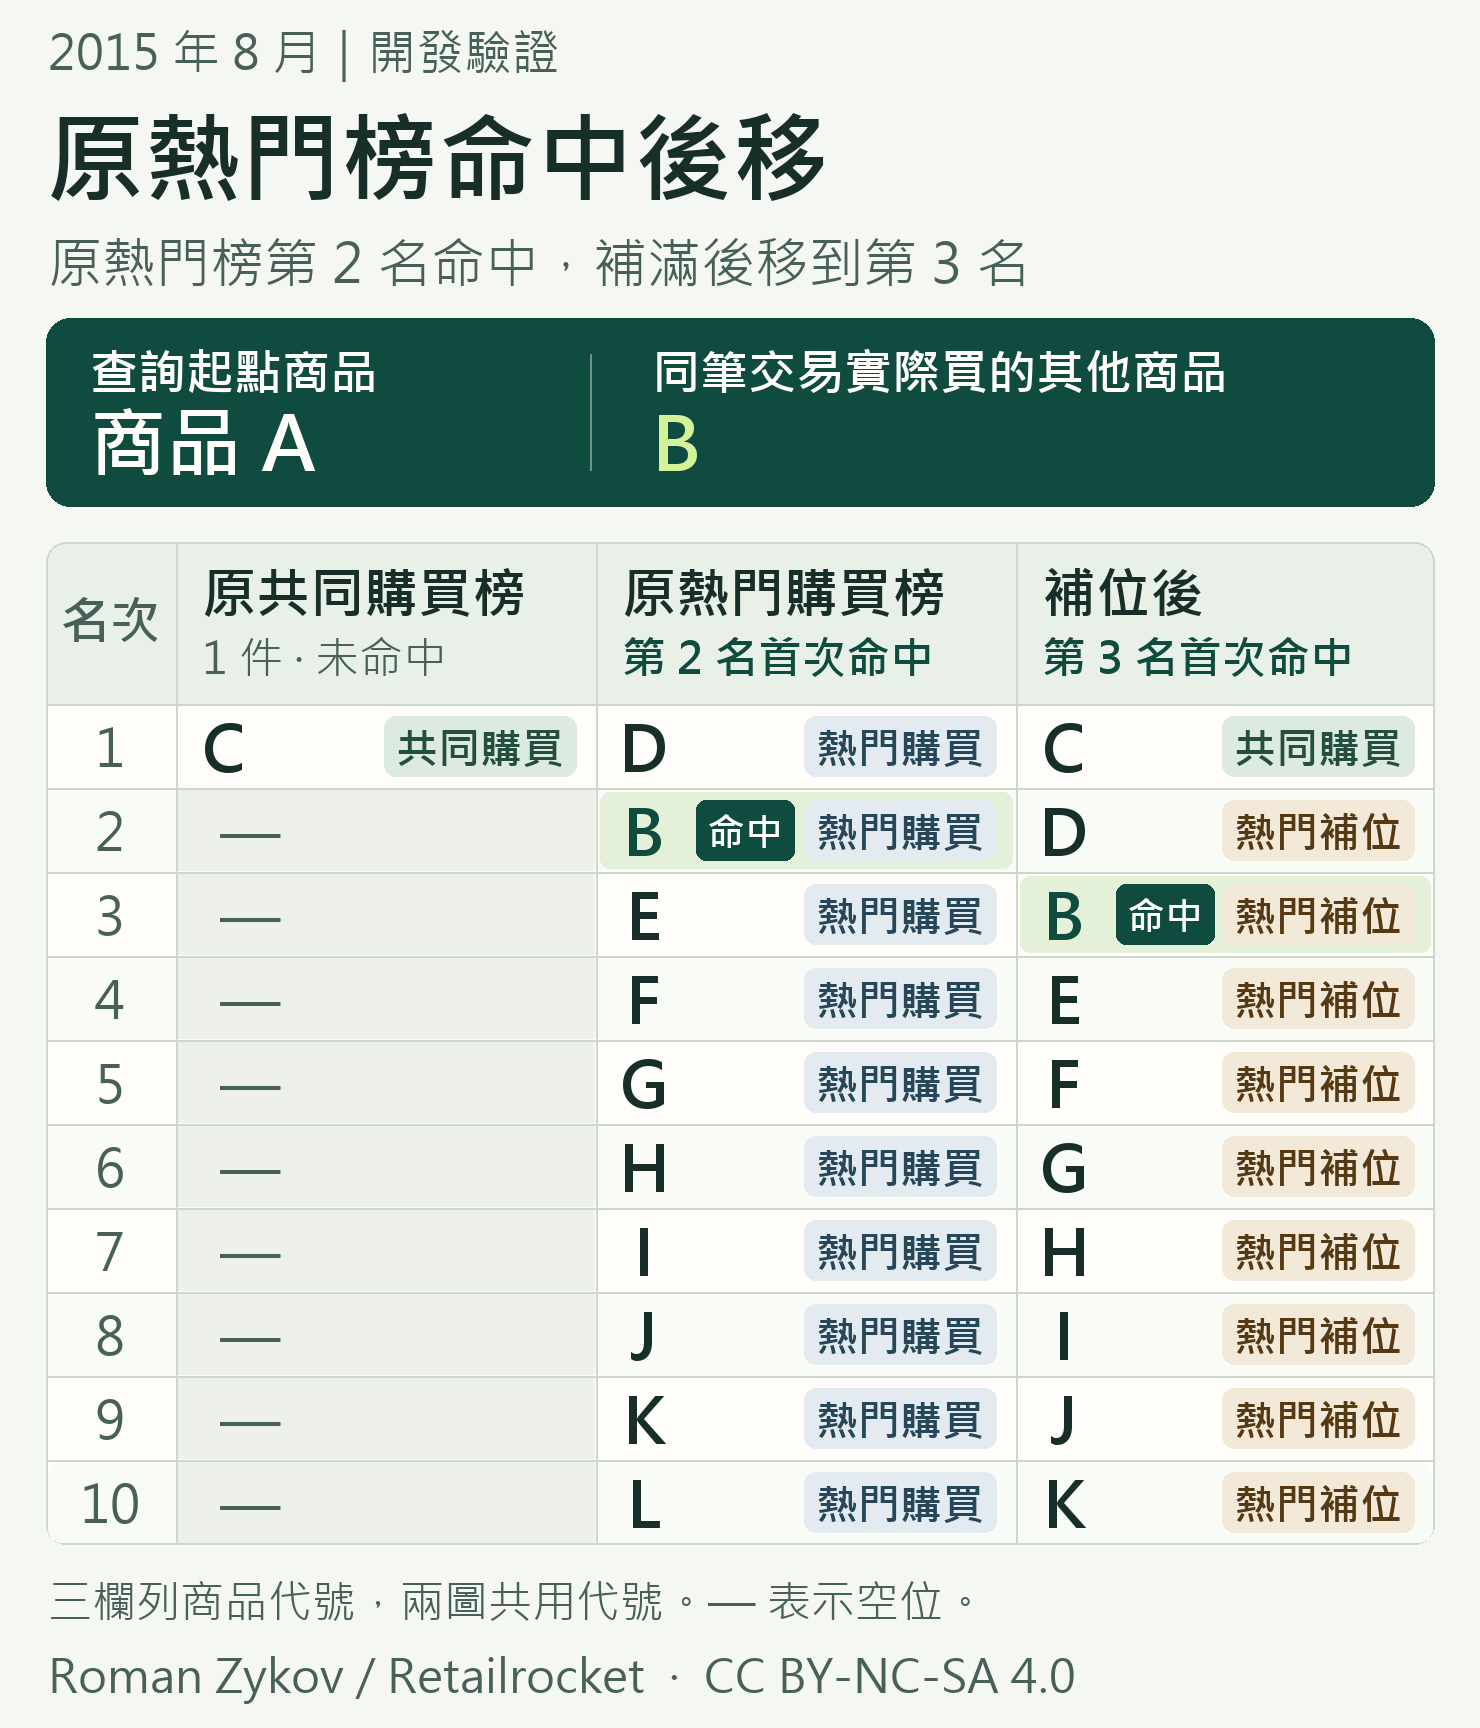 2015 年 8 月 | 開發驗證
原熱門榜命中後移
原熱門榜第 2 名命中，補滿後移到第 3 名
查詢起點商品
商品 A
同筆交易實際買的其他商品
B
名次 原共同購買榜 原熱門購買榜 補位後
1 件 · 未命中 第 2 名首次命中 第 3 名首次命中
1 C 共同購買 D 熱門購買 C 共同購買
2 — B 命中 熱門購買 D 熱門補位
3 — E 熱門購買 B 命中 熱門補位
4 — F 熱門購買 E 熱門補位
5 — G 熱門購買 F 熱門補位
6 — H 熱門購買 G 熱門補位
7 — I 熱門購買 H 熱門補位
8 — J 熱門購買 I 熱門補位
9 — K 熱門購買 J 熱門補位
10 — L 熱門購買 K 熱門補位
三欄列商品代號，兩圖共用代號。— 表示空位。
Roman Zykov / Retailrocket · CC BY-NC-SA 4.0